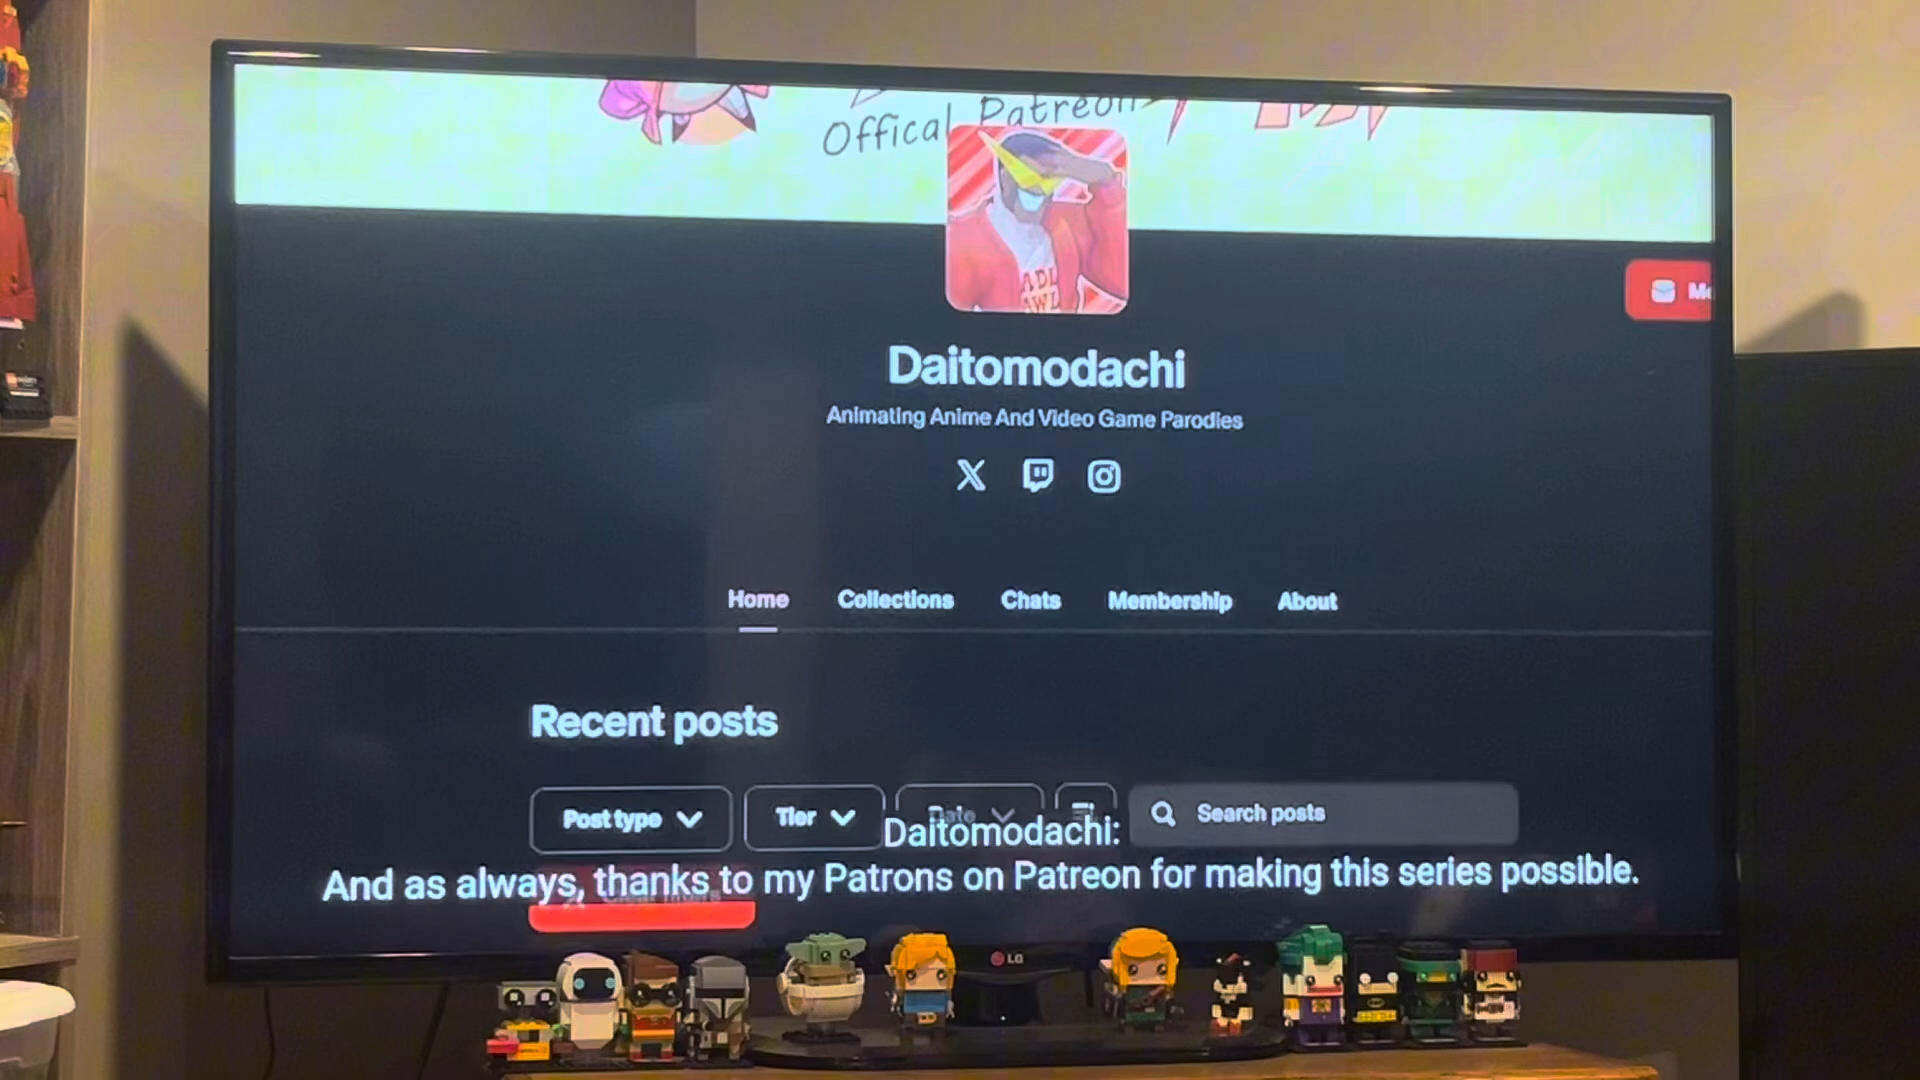 Offical Patreon
Daitomodachi
Animating Anime And Video Game Parodies
Home Collections Chats Membership About
Recent posts
Post type Tier Date Search posts
Daitomodachi:
And as always, thanks to my Patrons on Patreon for making this series possible.
LG